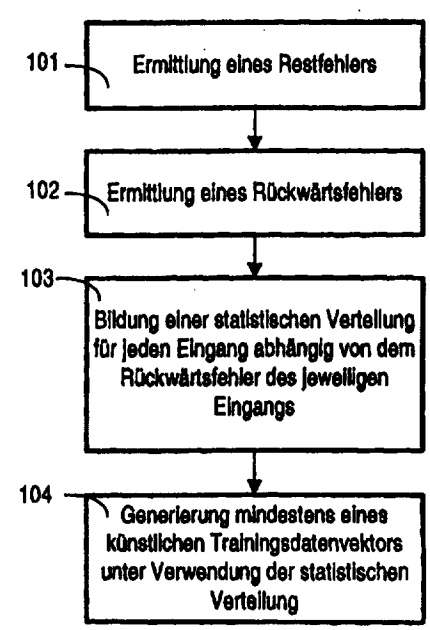 101
Ermittlung eines Restfehlers
102
Ermittlung eines Rückwärtsfehlers
103
Bildung einer statistischen Verteilung
für jeden Eingang abhängig von dem
Rückwärtsfehler des jeweiligen
Eingangs
104
Generierung mindestens eines
künstlichen Trainingsdatenvektors
unter Verwendung der statistischen
Verteilung